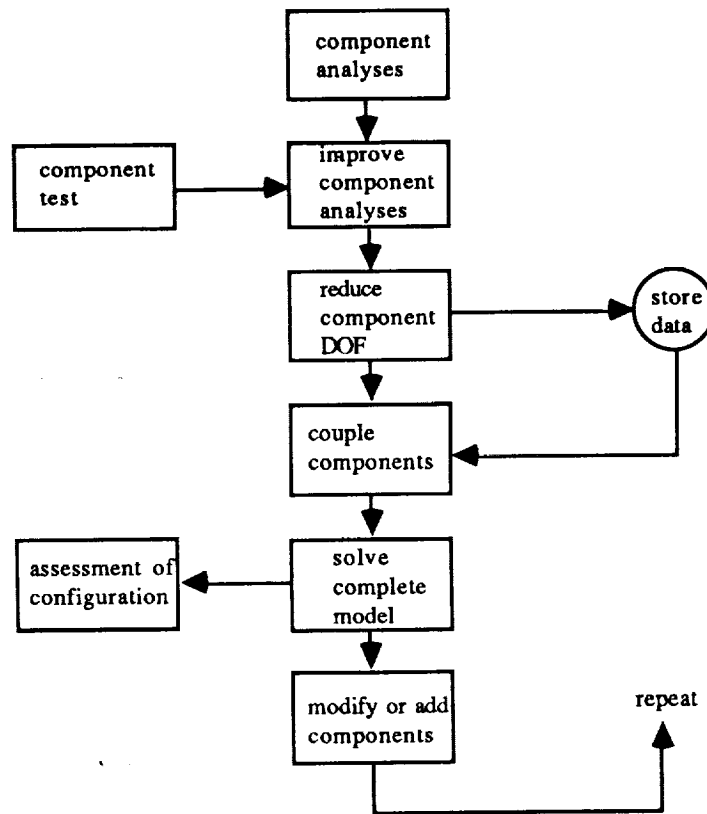 component
analyses
component
test
improve
component
analyses
reduce
component
DOF
store
data
couple
components
assessment of
configuration
solve
complete
model
modify or add
components
repeat